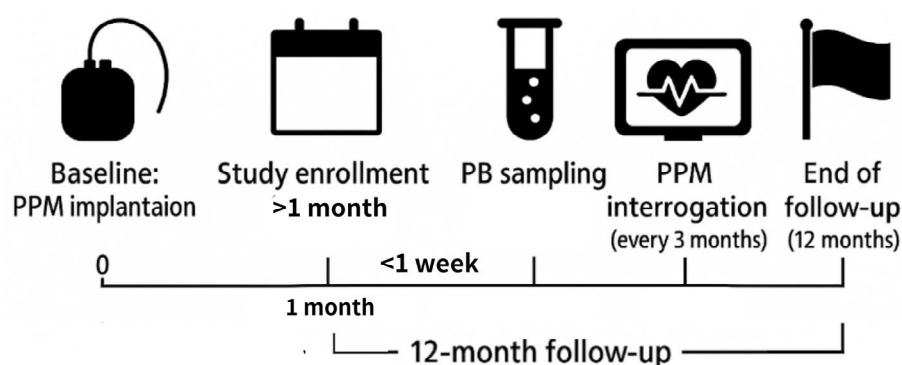 Baseline:
PPM implantaion
Study enrollment
>1 month
PB sampling
PPM
interrogation
(every 3 months)
End of
follow-up
(12 months)
0
<1 week
1 month
12-month follow-up